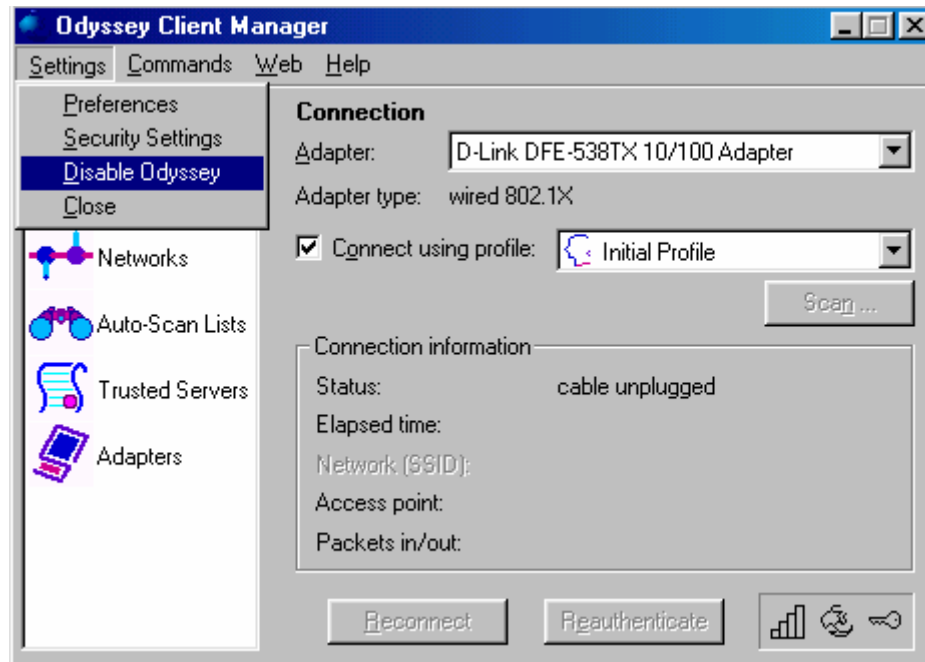 Odyssey Client Manager
Settings Commands Web Help
Preferences
Security Settings
Disable Odyssey
Close
Networks
Auto-Scan Lists
Trusted Servers
Adapters
Connection
Adapter: D-Link DFE-538TX 10/100 Adapter
Adapter type: wired 802.1X
Connect using profile: Initial Profile
Scan ...
Connection information
Status: cable unplugged
Elapsed time:
Network (SSID):
Access point:
Packets in/out:
Reconnect Reauthenticate